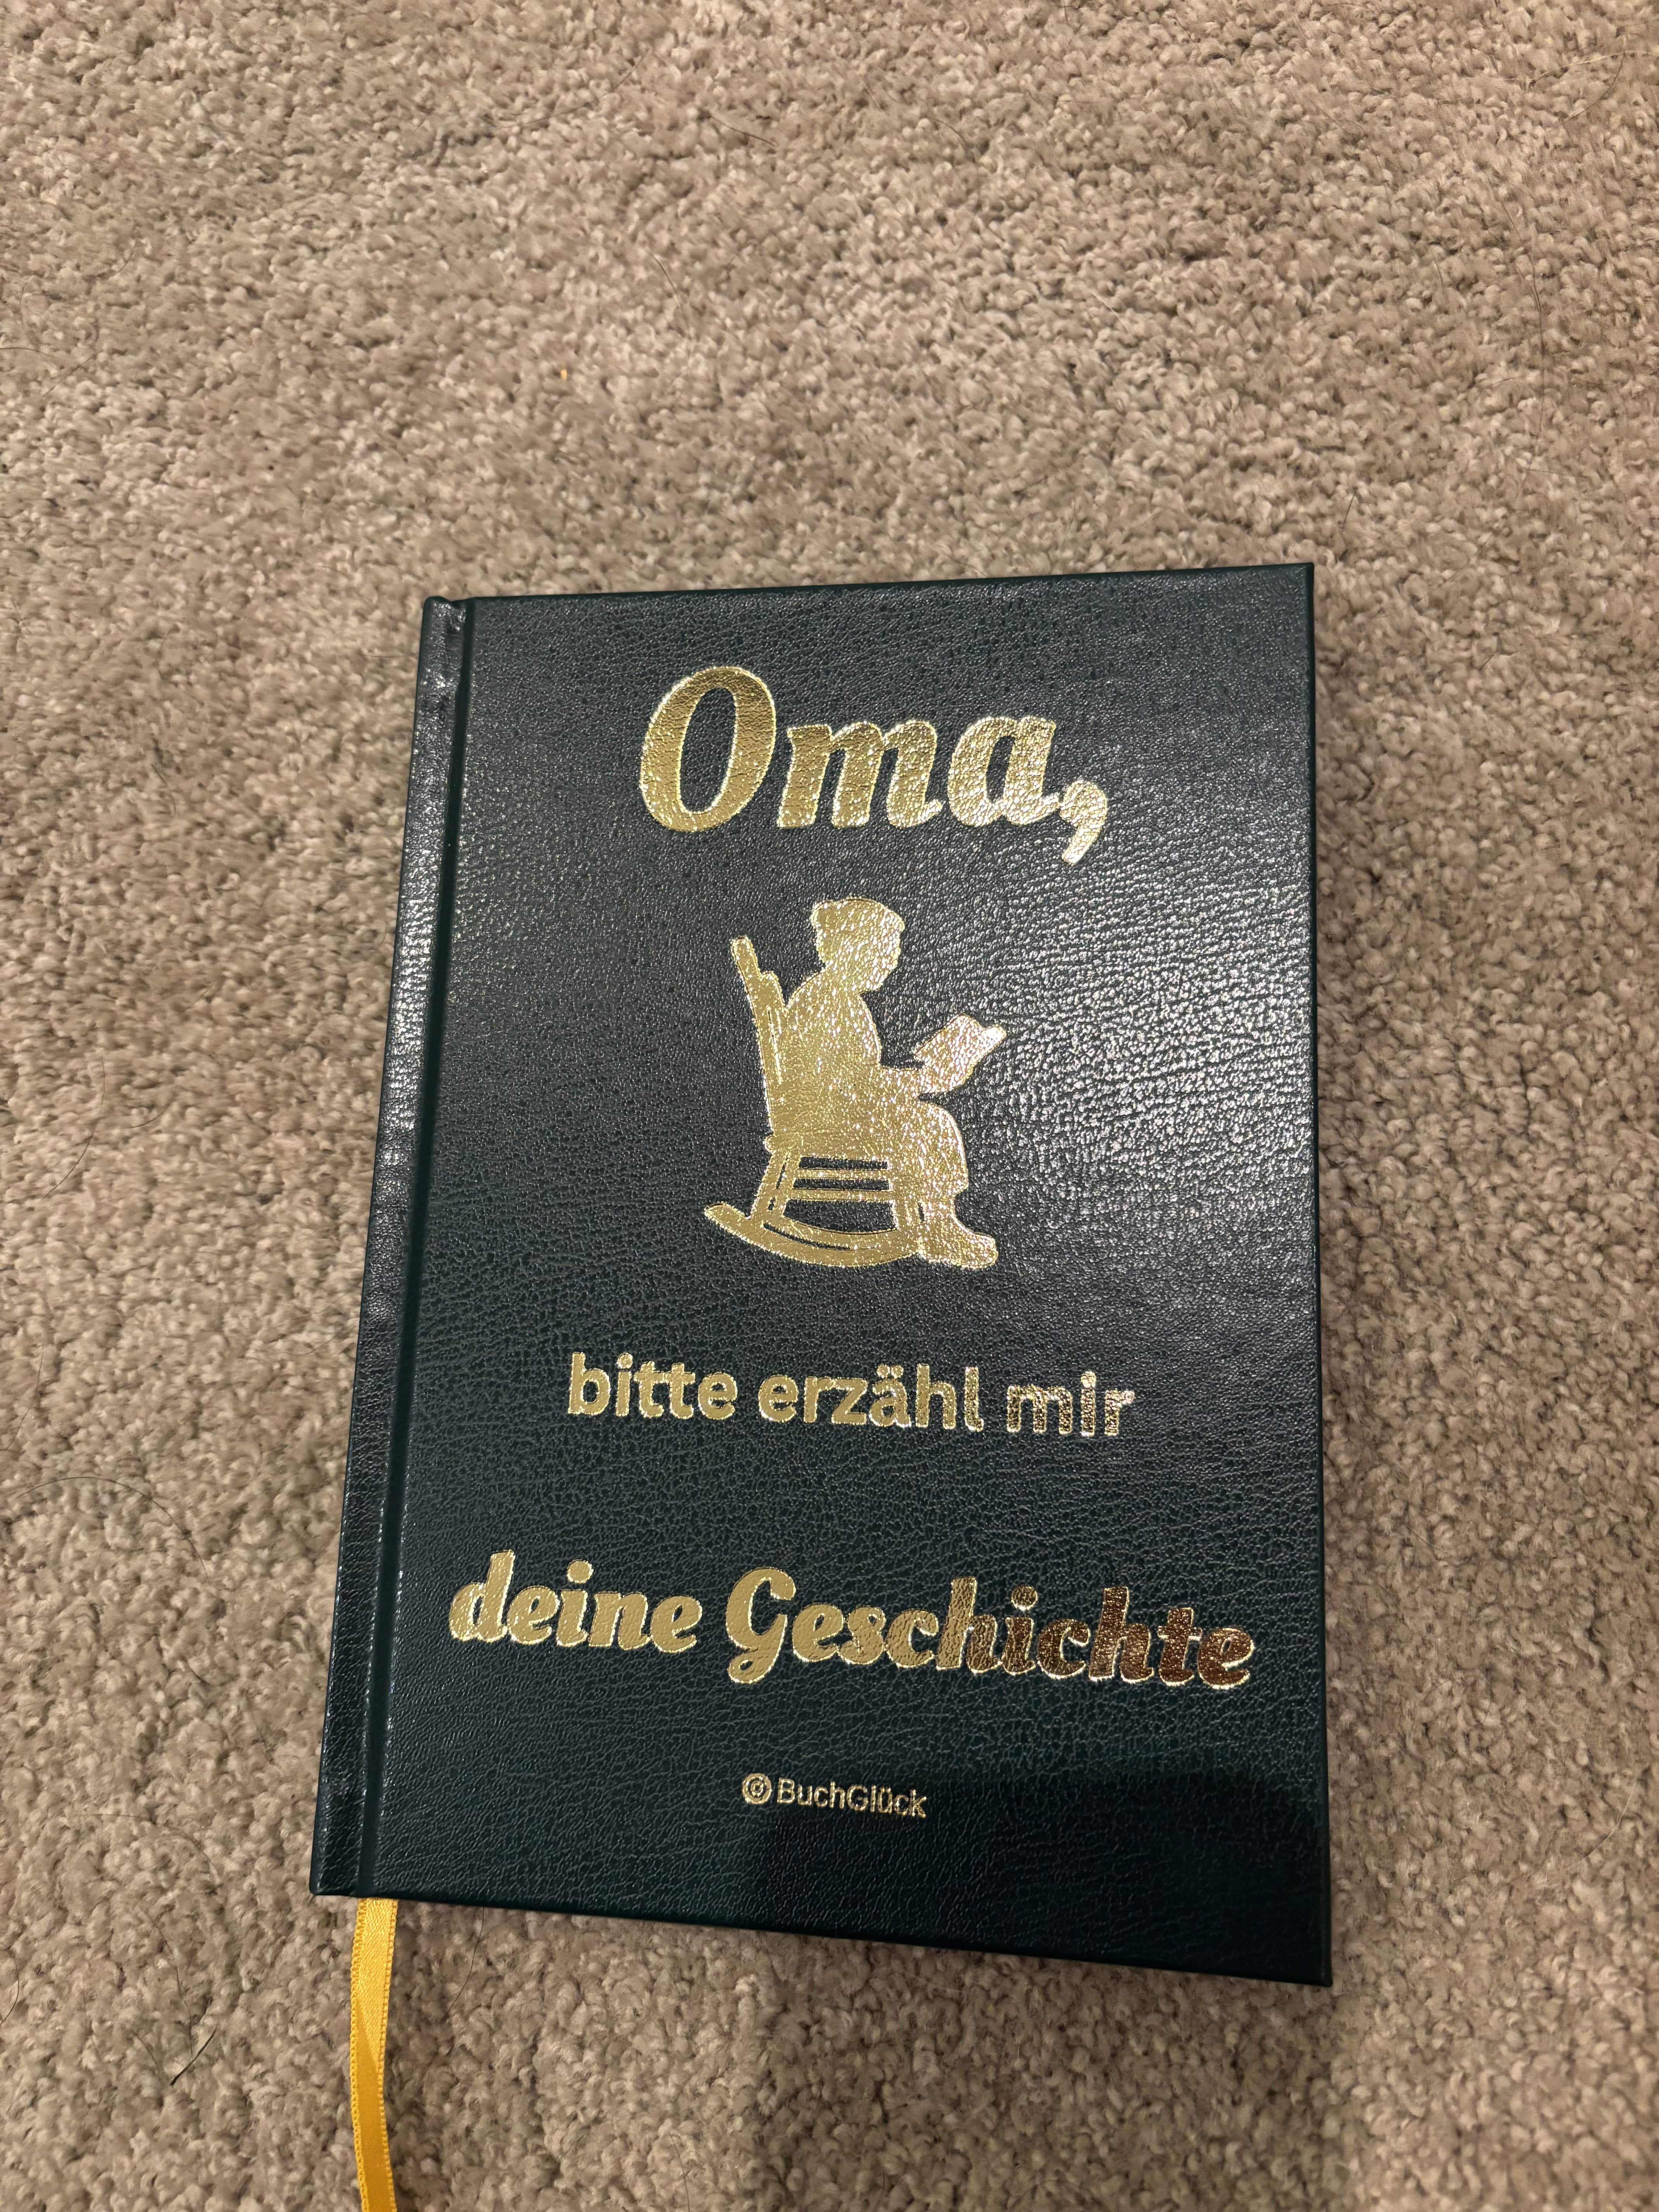 Oma,
bitte erzähl mir
deine Geschichte
BuchGlück